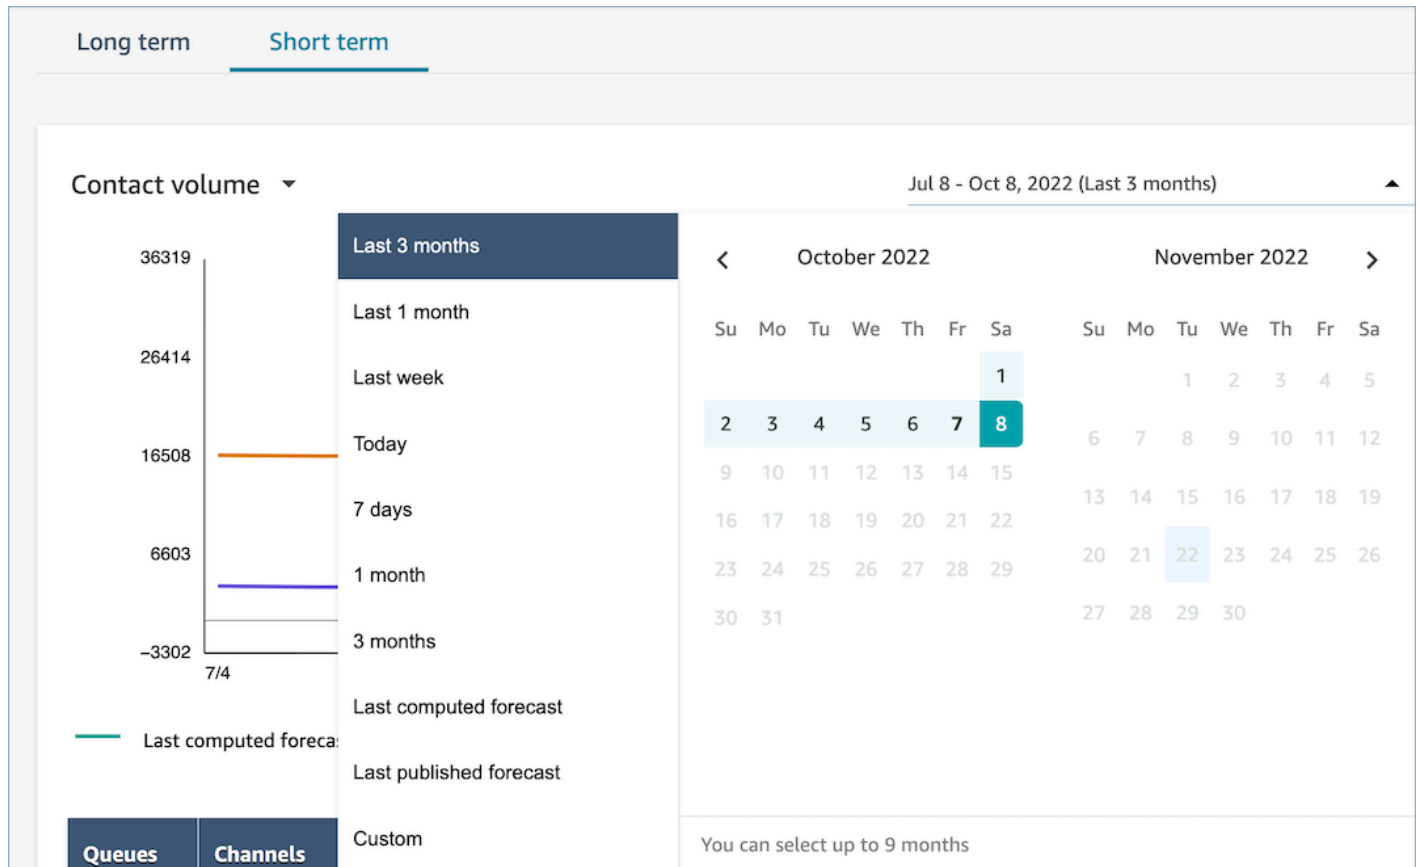 Long term Short term
Contact volume
Jul 8 - Oct 8, 2022 (Last 3 months)
36319
26414
16508
6603
−3302
7/4
Last computed foreca
Queues Channels
Last 3 months
Last 1 month
Last week
Today
7 days
1 month
3 months
Last computed forecast
Last published forecast
Custom
October 2022
Su Mo Tu We Th Fr Sa
1
2 3 4 5 6 7 8
9 10 11 12 13 14 15
16 17 18 19 20 21 22
23 24 25 26 27 28 29
30 31
November 2022
Su Mo Tu We Th Fr Sa
1 2 3 4 5
6 7 8 9 10 11 12
13 14 15 16 17 18 19
20 21 22 23 24 25 26
27 28 29 30
You can select up to 9 months